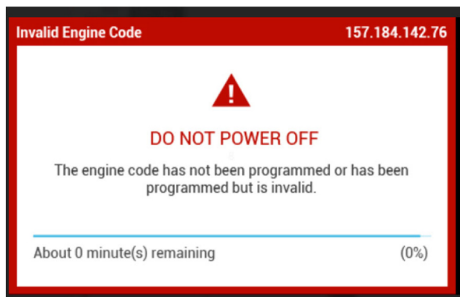 Invalid Engine Code 157.184.142.76
DO NOT POWER OFF
The engine code has not been programmed or has been
programmed but is invalid.
About 0 minute(s) remaining (0%)